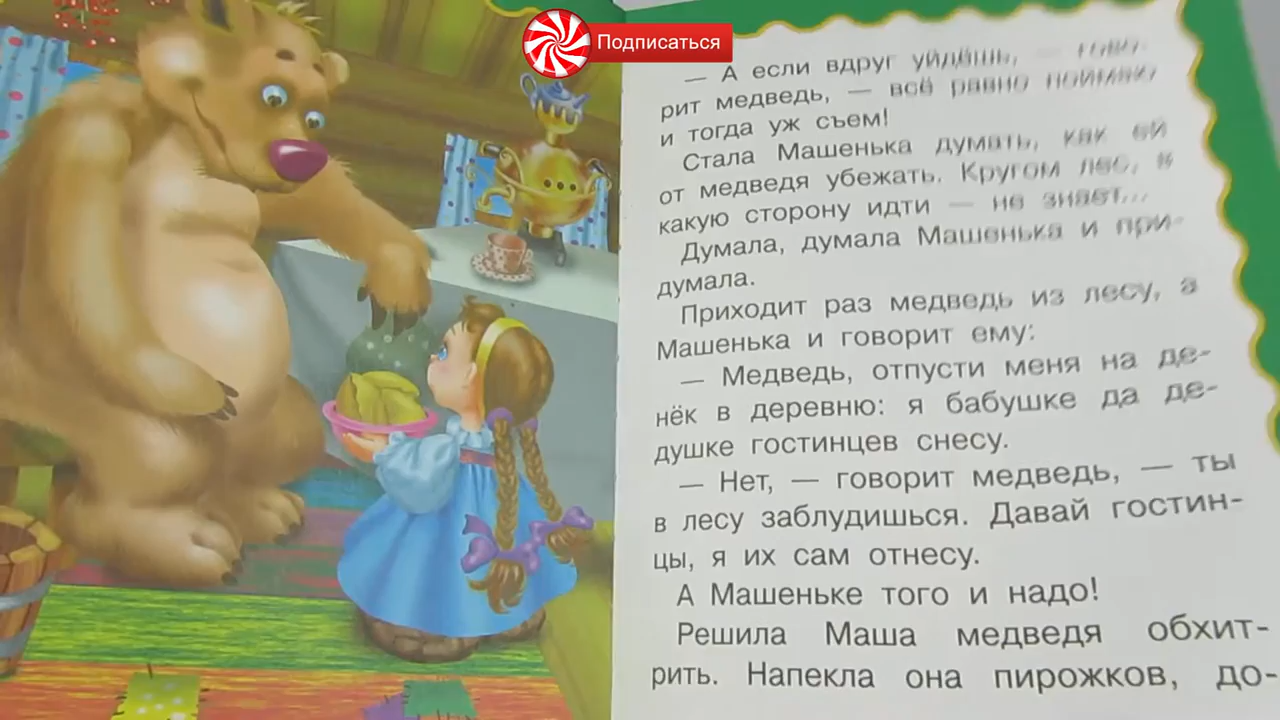 Подписаться
— А если вдруг уйдёшь, — гово-
рит медведь, — всё равно поймаю
и тогда уж съем!
Стала Машенька думать, как ей
от медведя убежать. Кругом лес, в
какую сторону идти — не знает...
Думала, думала Машенька и при-
думала.
Приходит раз медведь из лесу, а
Машенька и говорит ему:
— Медведь, отпусти меня на де-
нёк в деревню: я бабушке да де-
душке гостинцев снесу.
— Нет, — говорит медведь, — ты
в лесу заблудишься. Давай гостин-
цы, я их сам отнесу.
А Машеньке того и надо!
Решила Маша медведя обхит-
рить. Напекла она пирожков, до-